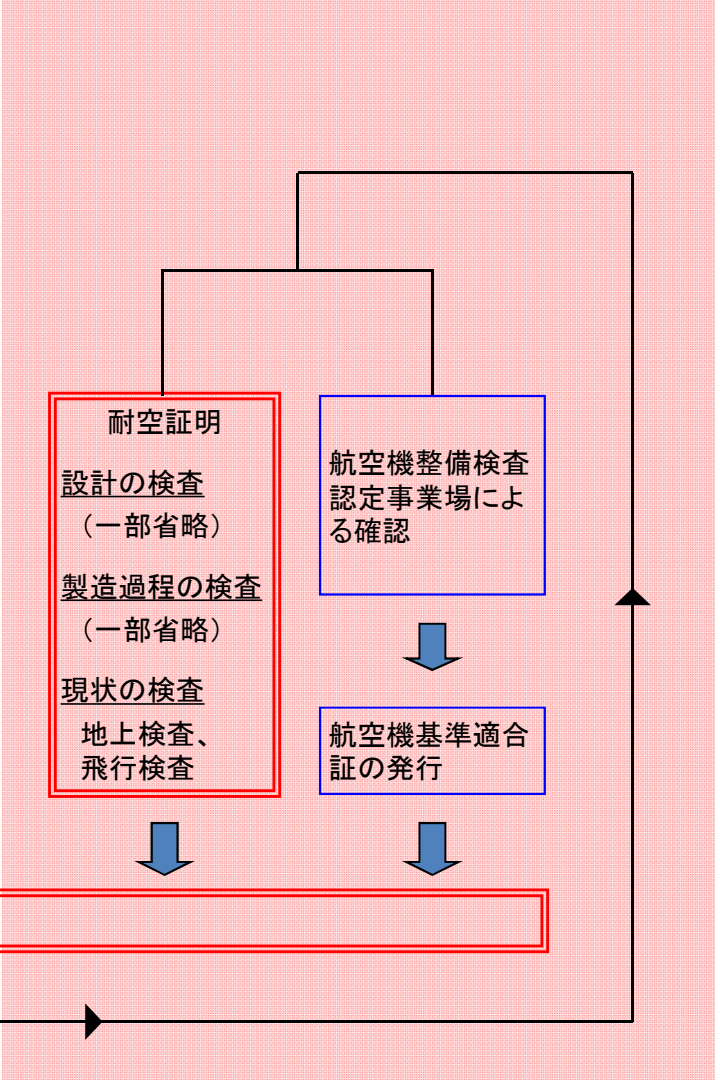 耐空証明
設計の検査
（一部省略）
製造過程の検査
（一部省略）
現状の検査
地上検査、
飛行検査
航空機整備検査
認定事業場によ
る確認
航空機基準適合
証の発行